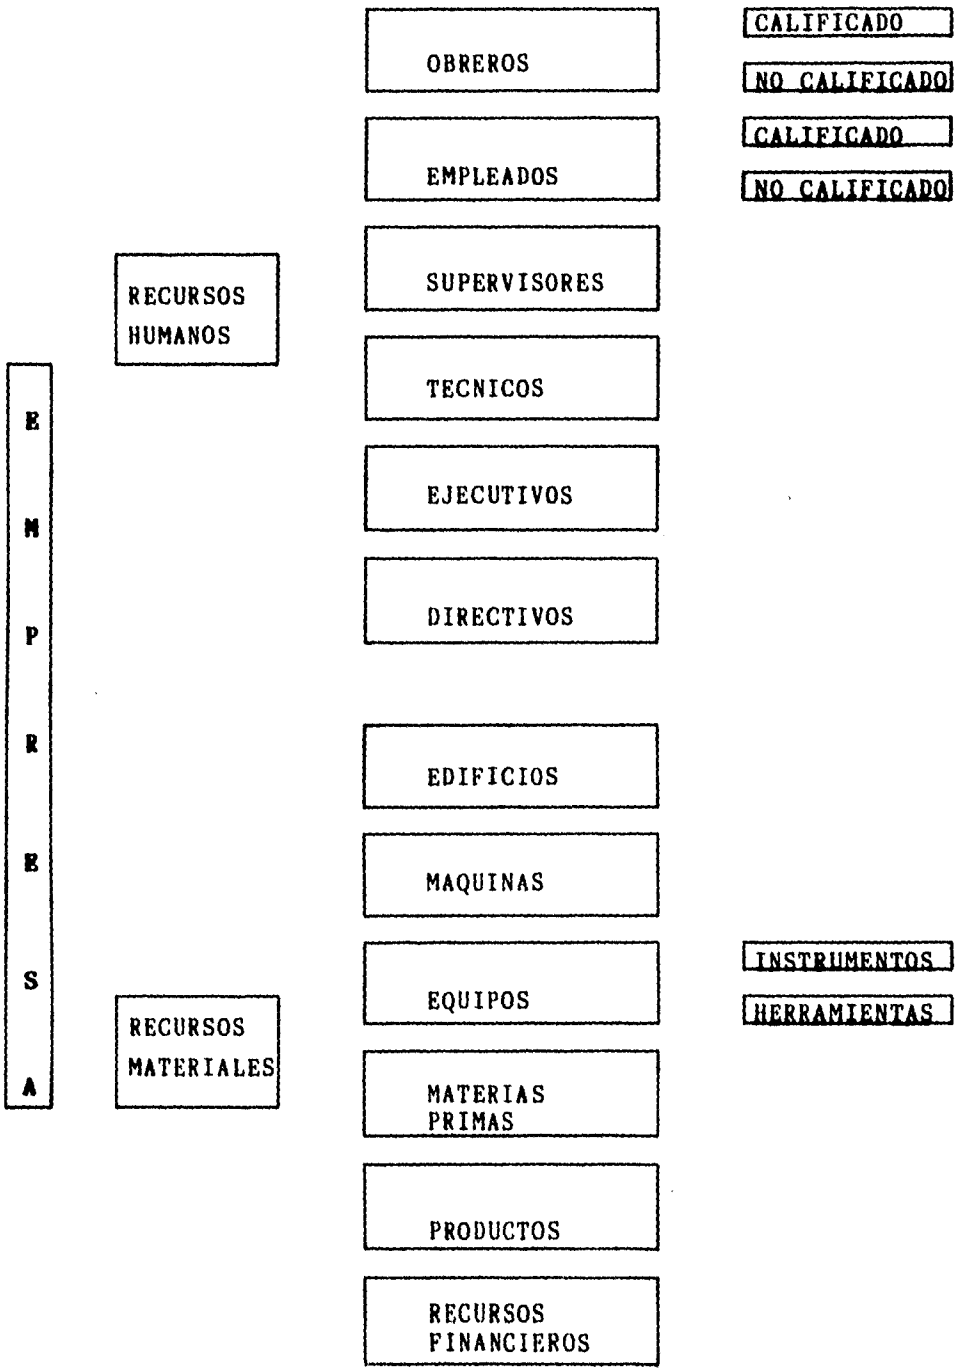 OBREROS
CALIFICADO
NO CALIFICADO
EMPLEADOS
CALIFICADO
NO CALIFICADO
SUPERVISORES
RECURSOS
HUMANOS
TECNICOS
EJECUTIVOS
DIRECTIVOS
EMPRESA
EDIFICIOS
MAQUINAS
EQUIPOS
INSTRUMENTOS
HERRAMIENTAS
RECURSOS
MATERIALES
MATERIAS
PRIMAS
PRODUCTOS
RECURSOS
FINANCIEROS